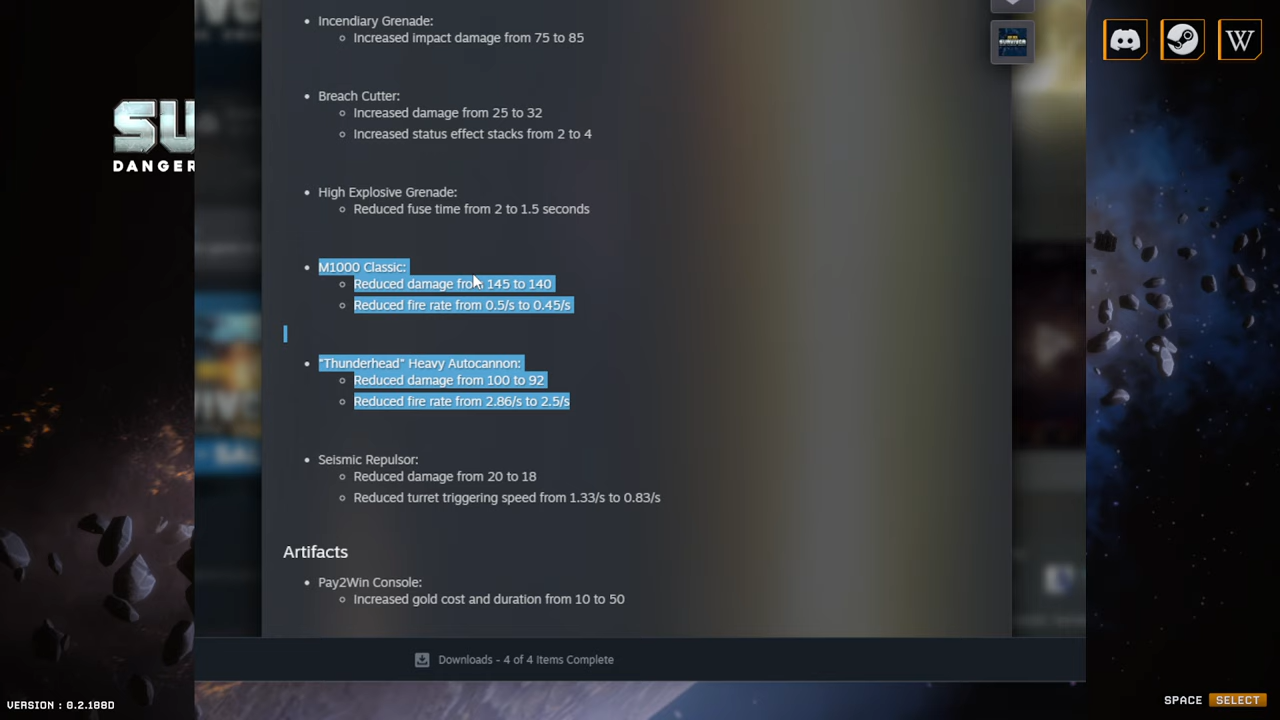 Incendiary Grenade:
Increased impact damage from 75 to 85
Breach Cutter:
Increased damage from 25 to 32
Increased status effect stacks from 2 to 4
SU
DANGER
High Explosive Grenade:
Reduced fuse time from 2 to 1.5 seconds
M1000 Classic:
Reduced damage from 145 to 140
Reduced fire rate from 0.5/s to 0.45/s
"Thunderhead" Heavy Autocannon:
Reduced damage from 100 to 92
Reduced fire rate from 2.86/s to 2.5/s
Seismic Repulsor:
Reduced damage from 20 to 18
Reduced turret triggering speed from 1.33/s to 0.83/s
Artifacts
Pay2Win Console:
Increased gold cost and duration from 10 to 50
Downloads - 4 of 4 Items Complete
VERSION : 0.2.188D
SPACE SELECT
W